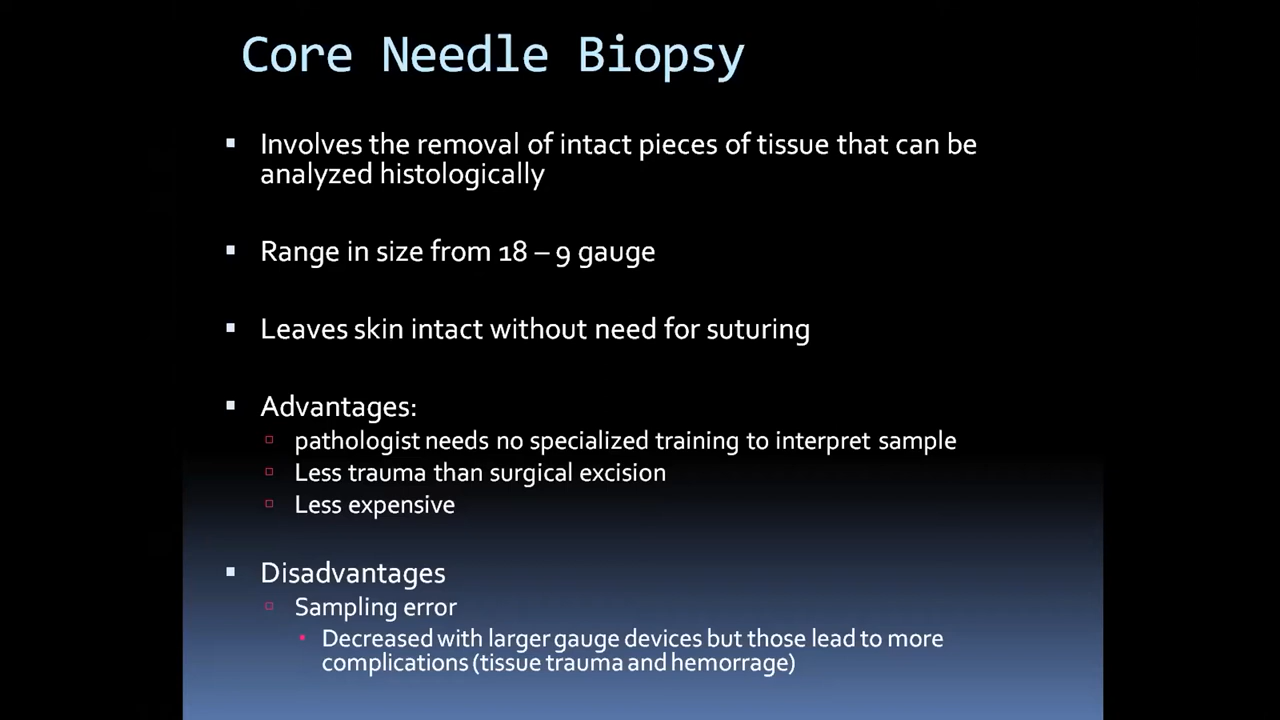 Core Needle Biopsy
Involves the removal of intact pieces of tissue that can be
analyzed histologically
Range in size from 18 – 9 gauge
Leaves skin intact without need for suturing
Advantages:
pathologist needs no specialized training to interpret sample
Less trauma than surgical excision
Less expensive
Disadvantages
Sampling error
Decreased with larger gauge devices but those lead to more
complications (tissue trauma and hemorrage)